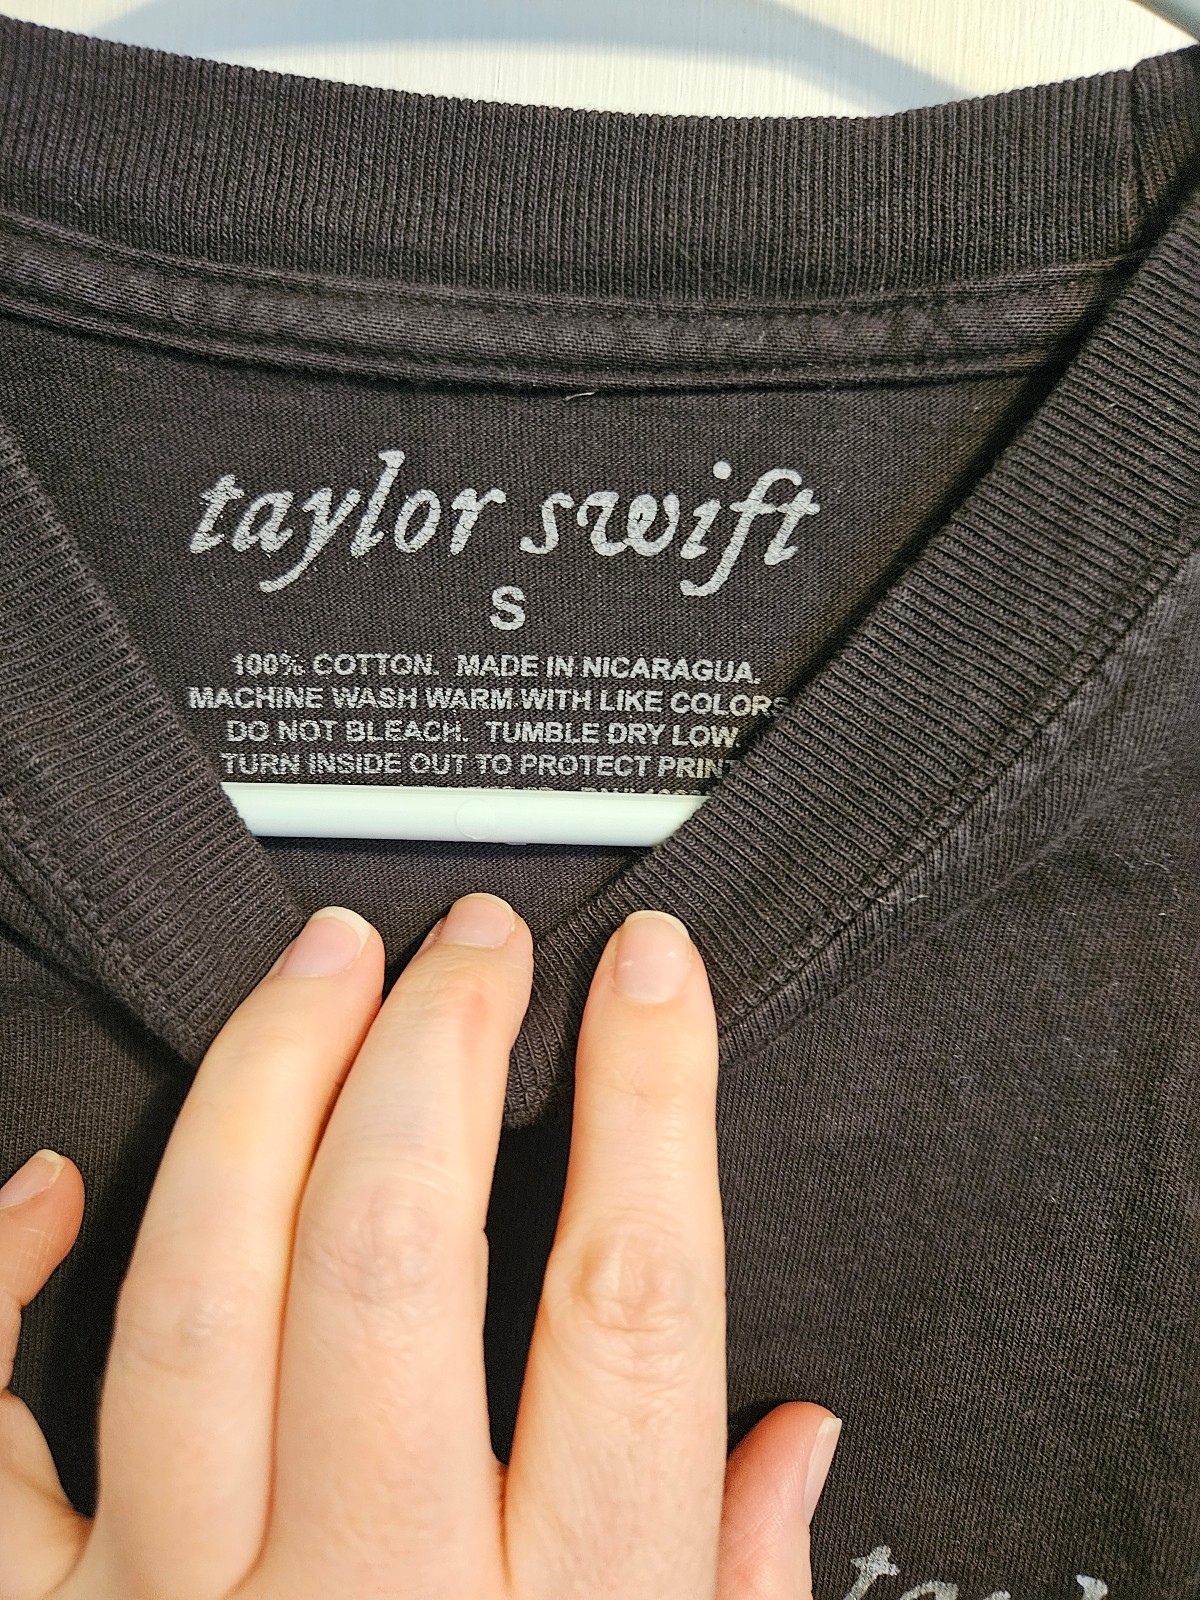 taylor swift
S
100% COTTON. MADE IN NICARAGUA.
MACHINE WASH WARM WITH LIKE COLORS
DO NOT BLEACH. TUMBLE DRY LOW.
TURN INSIDE OUT TO PROTECT PRINT